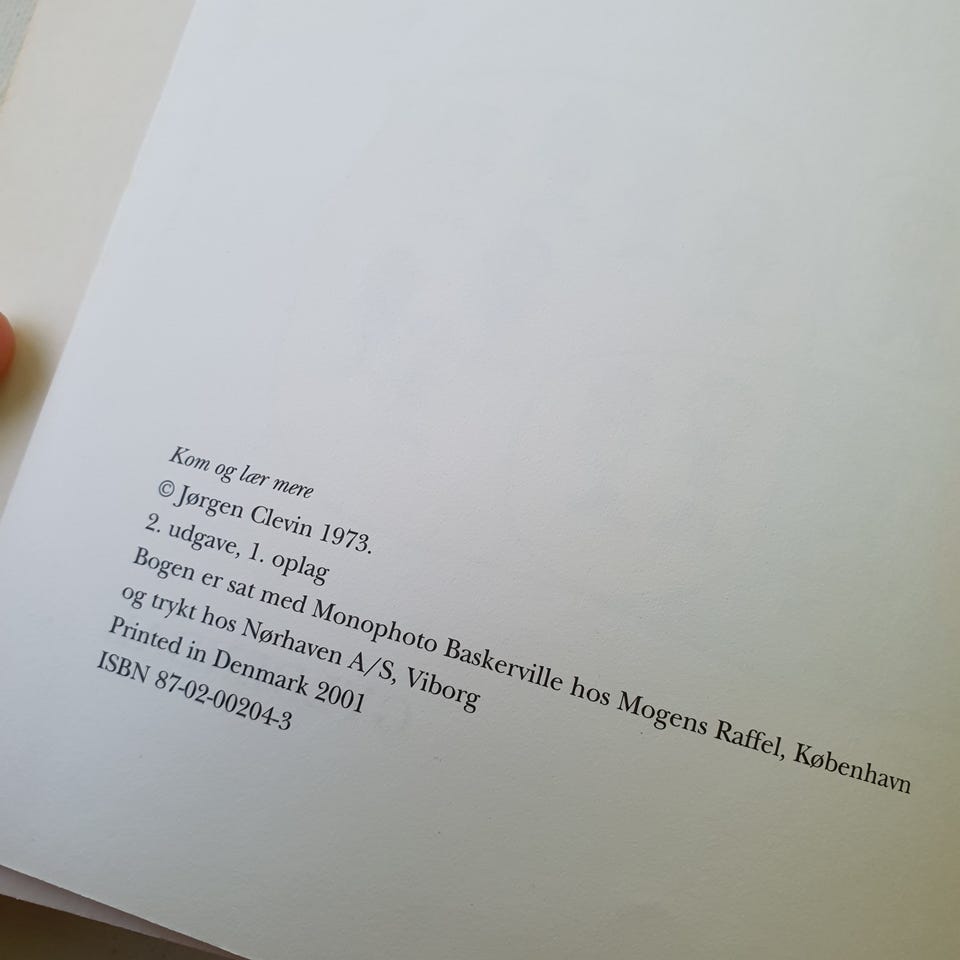 Kom og lær mere
© Jørgen Clevin 1973.
2. udgave, 1. oplag
Bogen er sat med Monophoto Baskerville hos Mogens Raffel, København
og trykt hos Nørhaven A/S, Viborg
Printed in Denmark 2001
ISBN 87-02-00204-3